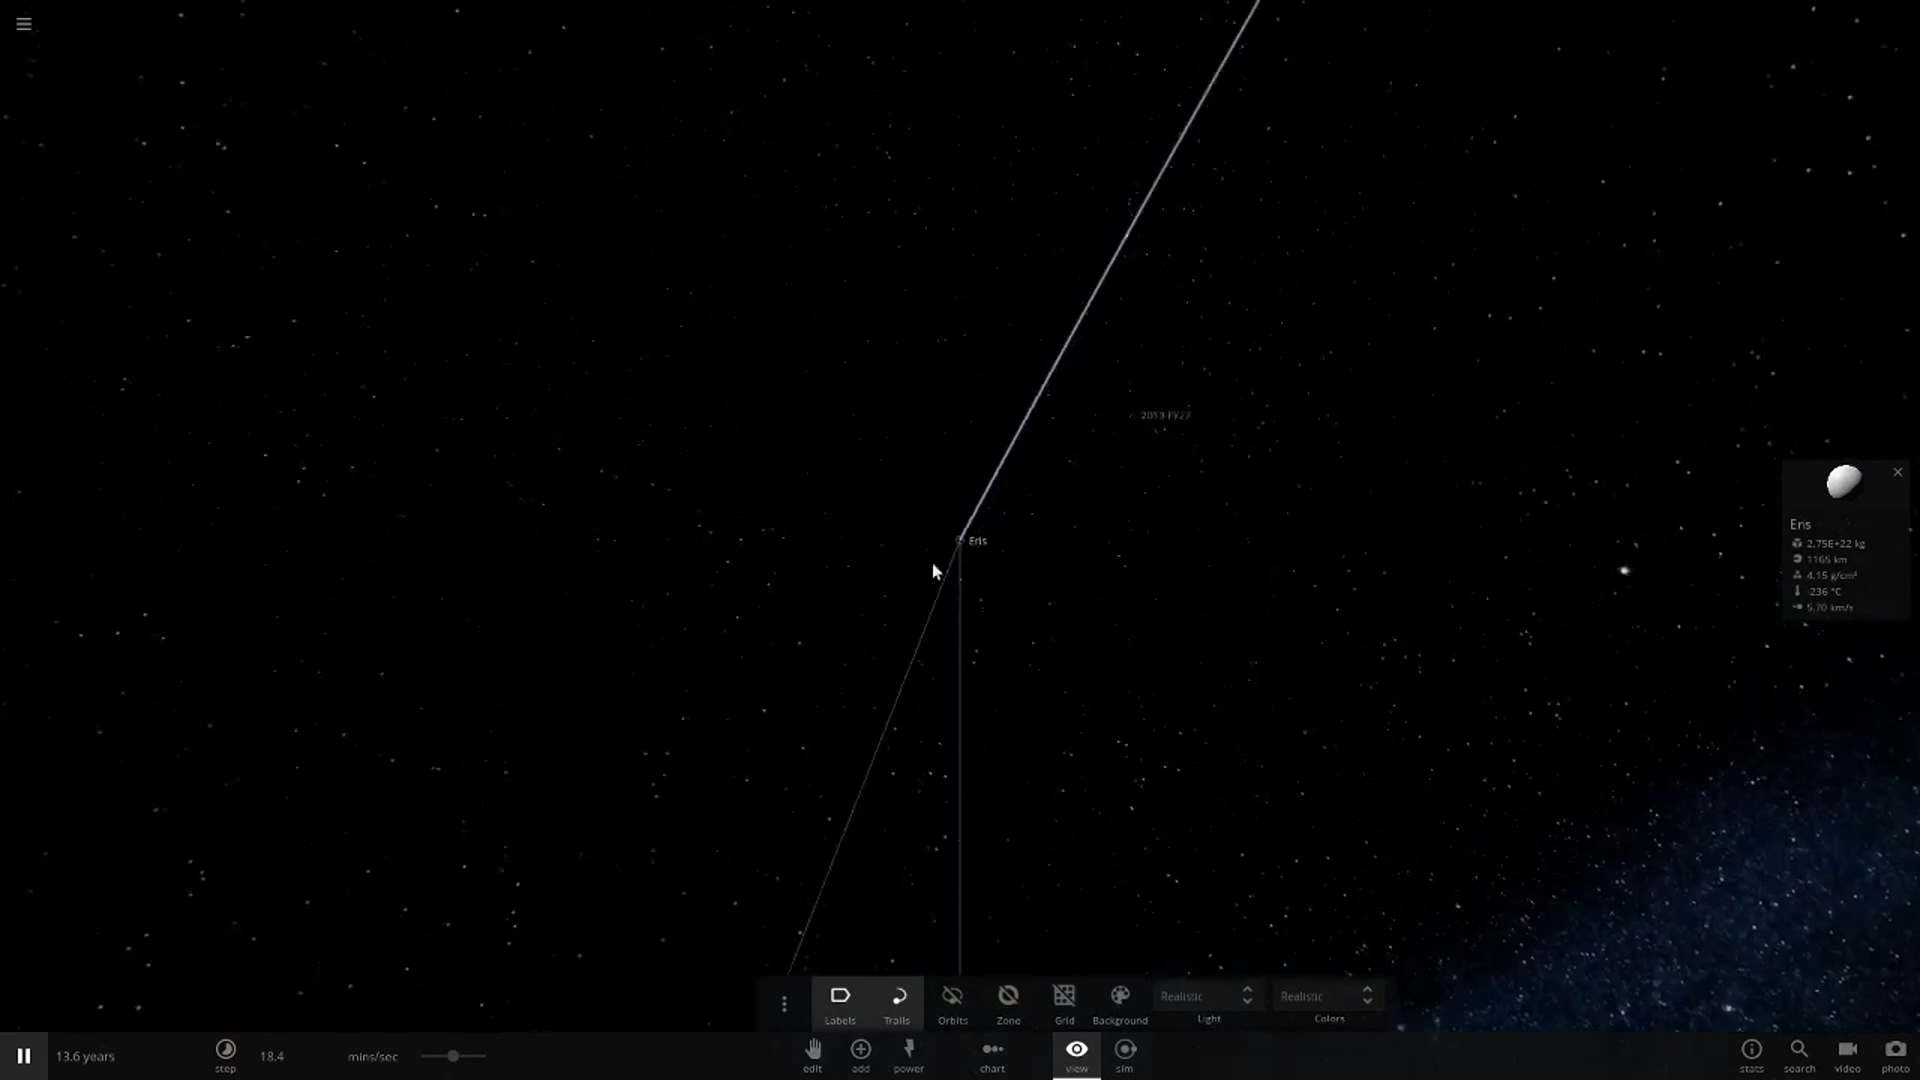 2013 FY27
Eris
Eris
2.75E+22 kg
1165 km
4.15 g/cm³
-236 °C
5.70 km/s
Realistic
Realistic
Labels
Trails
Orbits
Zone
Grid
Background
Light
Colors
13.6 years
step
18.4
mins/sec
edit
add
power
chart
view
sim
stats
search
video
photo